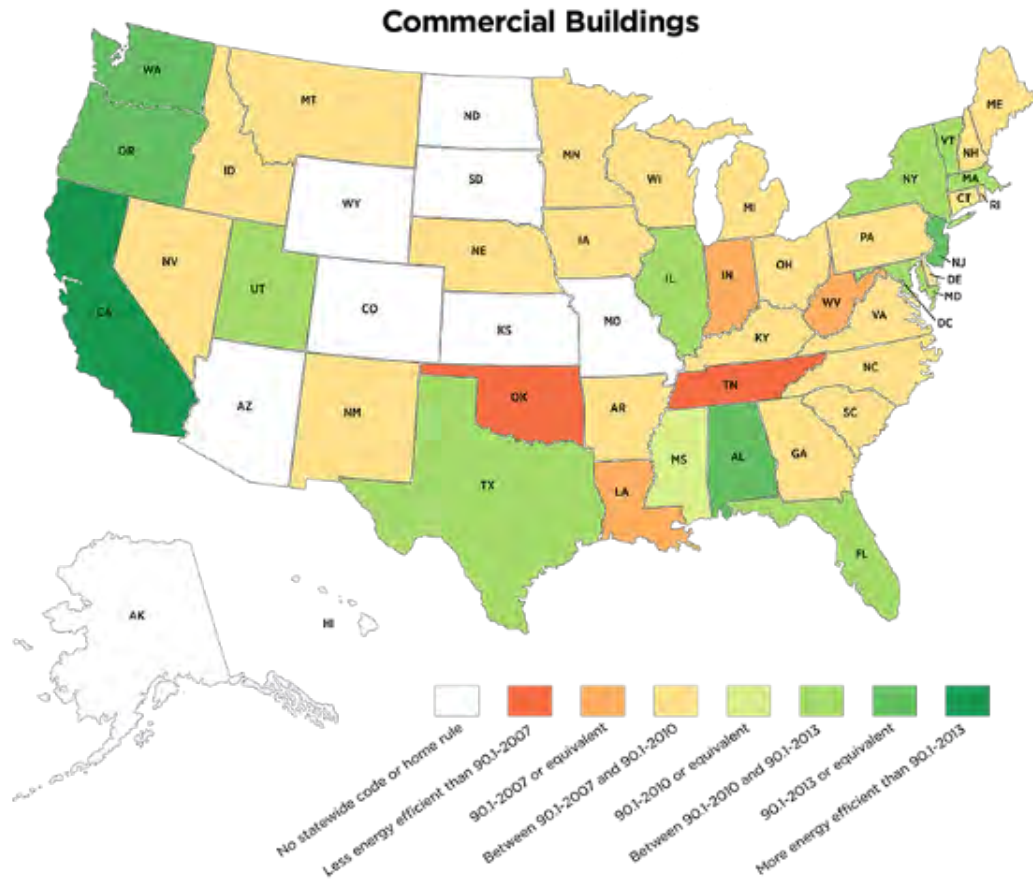 Commercial Buildings
WA
MT
ND
ME
OR
ID
MN
VT
NH
SD
WI
NY
MA
WY
MI
CT
RI
IA
PA
NE
NV
NJ
OH
IL
IN
DE
UT
MD
CO
WV
CA
KS
MO
VA
DC
KY
NC
TN
OK
AZ
NM
AR
SC
MS
AL
GA
TX
LA
FL
AK
HI
No statewide code or home rule
Less energy efficient than 90.1-2007
90.1-2007 or equivalent
Between 90.1-2007 and 90.1-2010
90.1-2010 or equivalent
Between 90.1-2010 and 90.1-2013
90.1-2013 or equivalent
More energy efficient than 90.1-2013